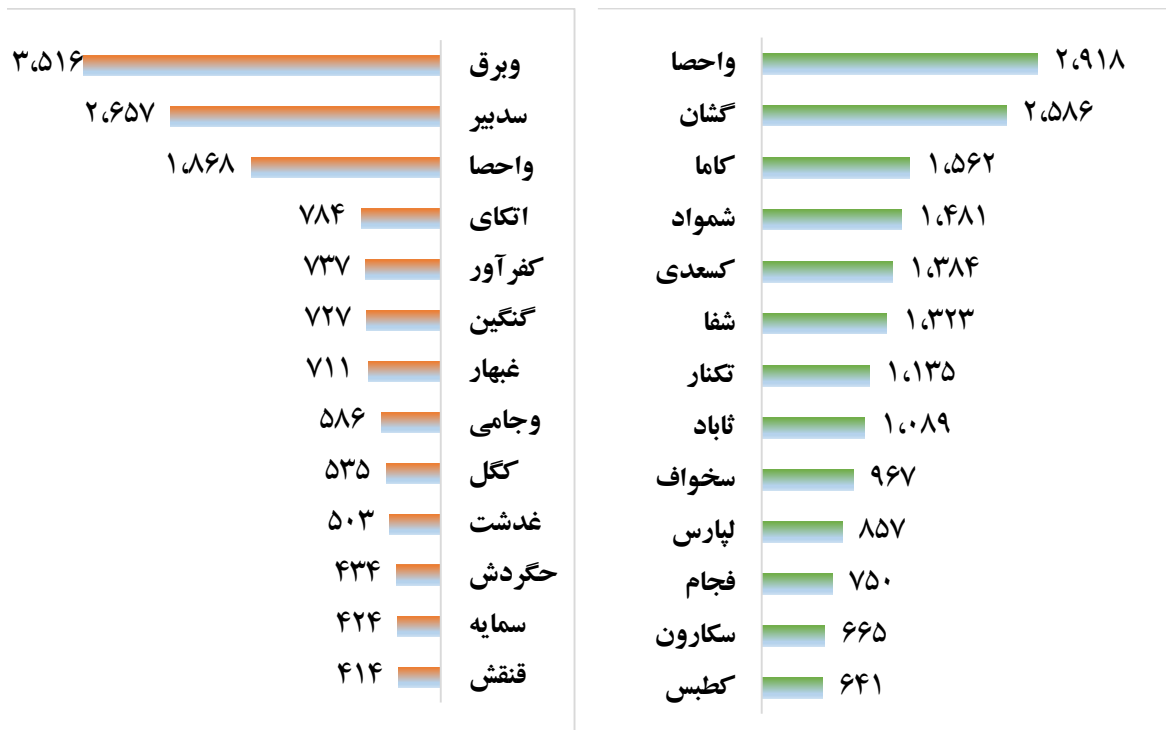 واحصا ۲،۹۱۸
گشان ۲،۵۸۶
کاما ۱،۵۶۲
شمواد ۱،۴۸۱
کسعدی ۱،۳۸۴
شفا ۱،۳۲۳
تکنار ۱،۱۳۵
ثاباد ۱،۰۸۹
سخواف ۹۶۷
لپارس ۸۵۷
فجام ۷۵۰
سکارون ۶۶۵
کطبس ۶۴۱
وبرق ۳،۵۱۶
سدبیر ۲،۶۵۷
واحصا ۱،۸۶۸
اتکای ۷۸۴
کفرآور ۷۳۷
گنگین ۷۲۷
غبهار ۷۱۱
وجامی ۵۸۶
کگل ۵۳۵
غدشت ۵۰۳
حگردش ۴۳۴
سمایه ۴۲۴
قنقش ۴۱۴